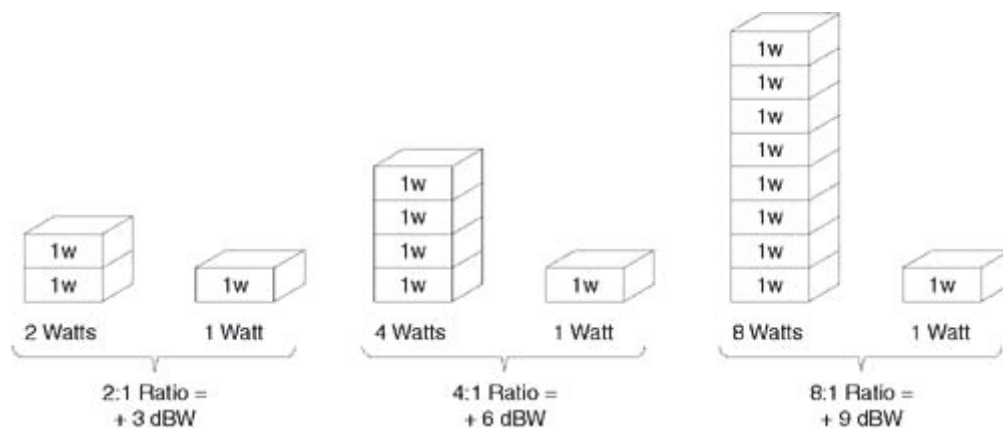 1w
1w
2 Watts
1w
1 Watt
2:1 Ratio =
+ 3 dBW
1w
1w
1w
1w
4 Watts
1w
1 Watt
4:1 Ratio =
+ 6 dBW
1w
1w
1w
1w
1w
1w
1w
1w
8 Watts
1w
1 Watt
8:1 Ratio =
+ 9 dBW